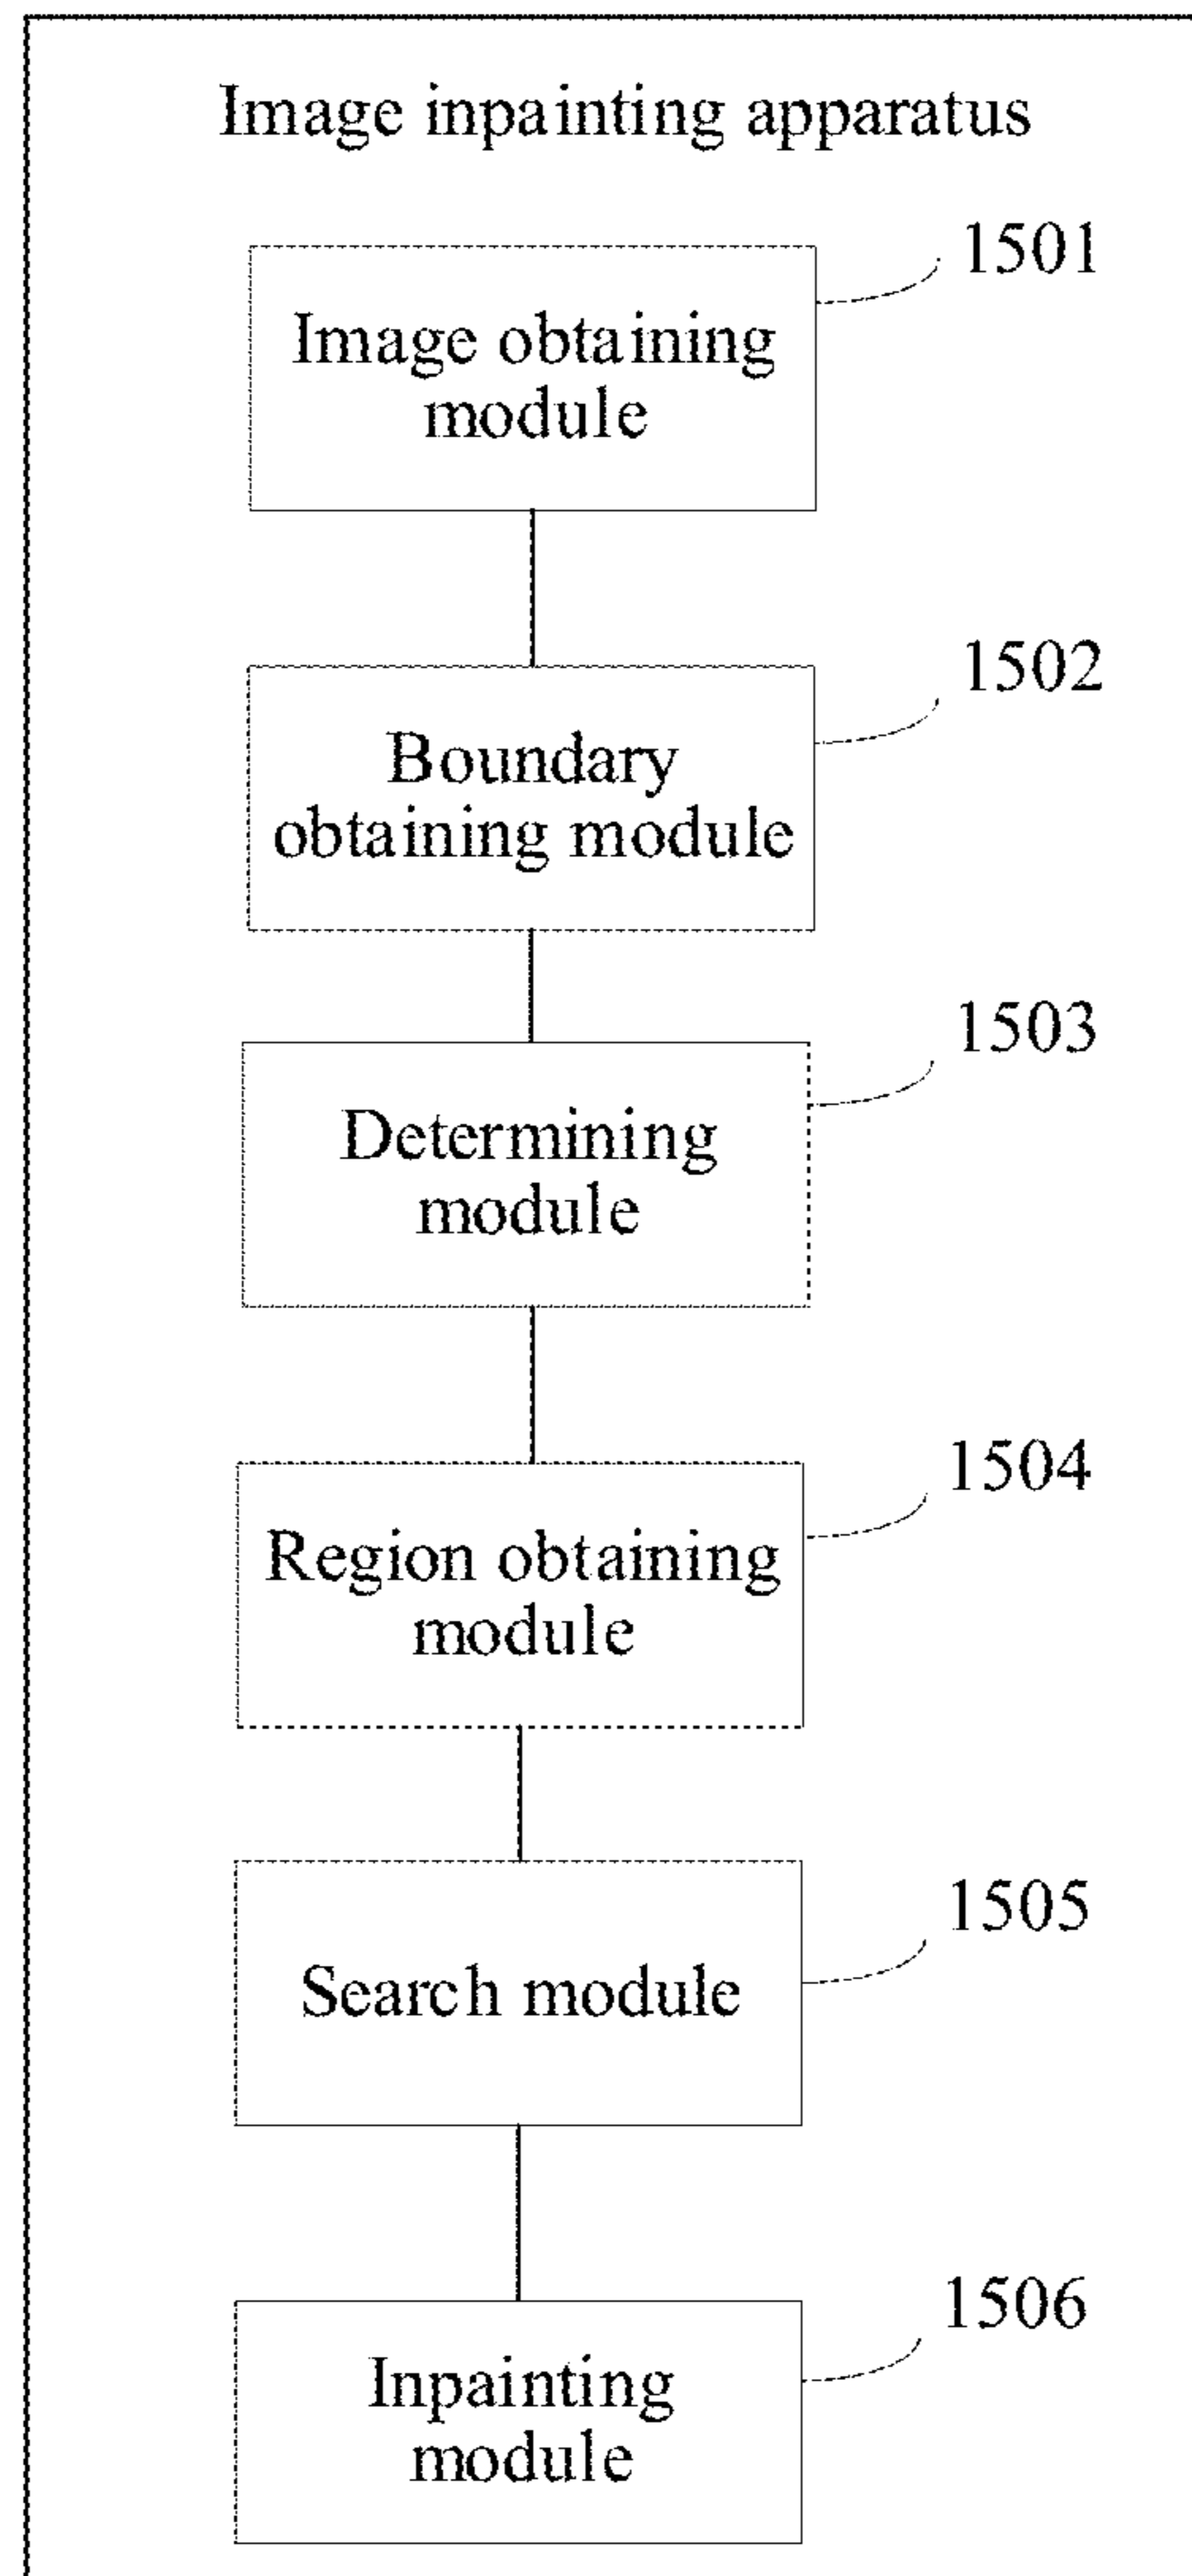 Image inpainting apparatus
1501
Image obtaining
module
1502
Boundary
obtaining module
1503
Determining
module
1504
Region obtaining
module
1505
Search module
1506
Inpainting
module